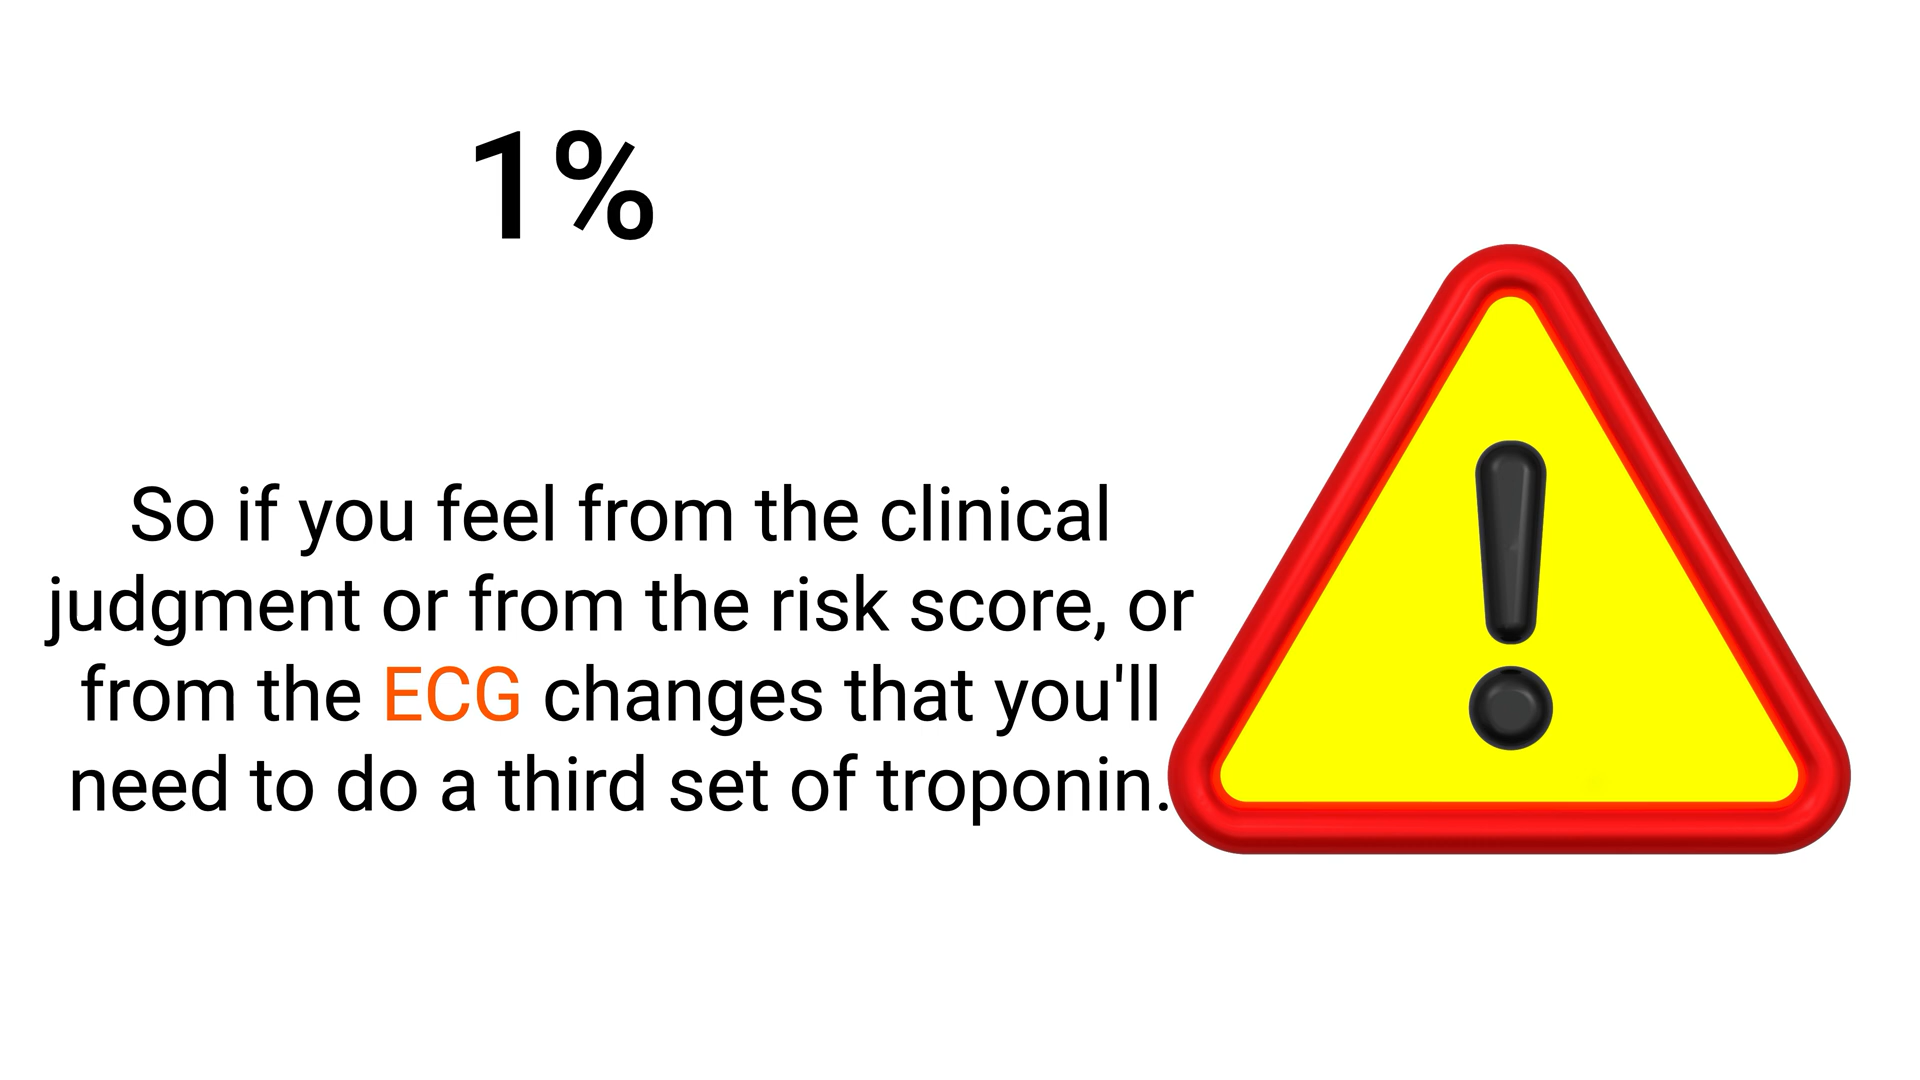 1%
So if you feel from the clinical
judgment or from the risk score, or
from the ECG changes that you'll
need to do a third set of troponin.